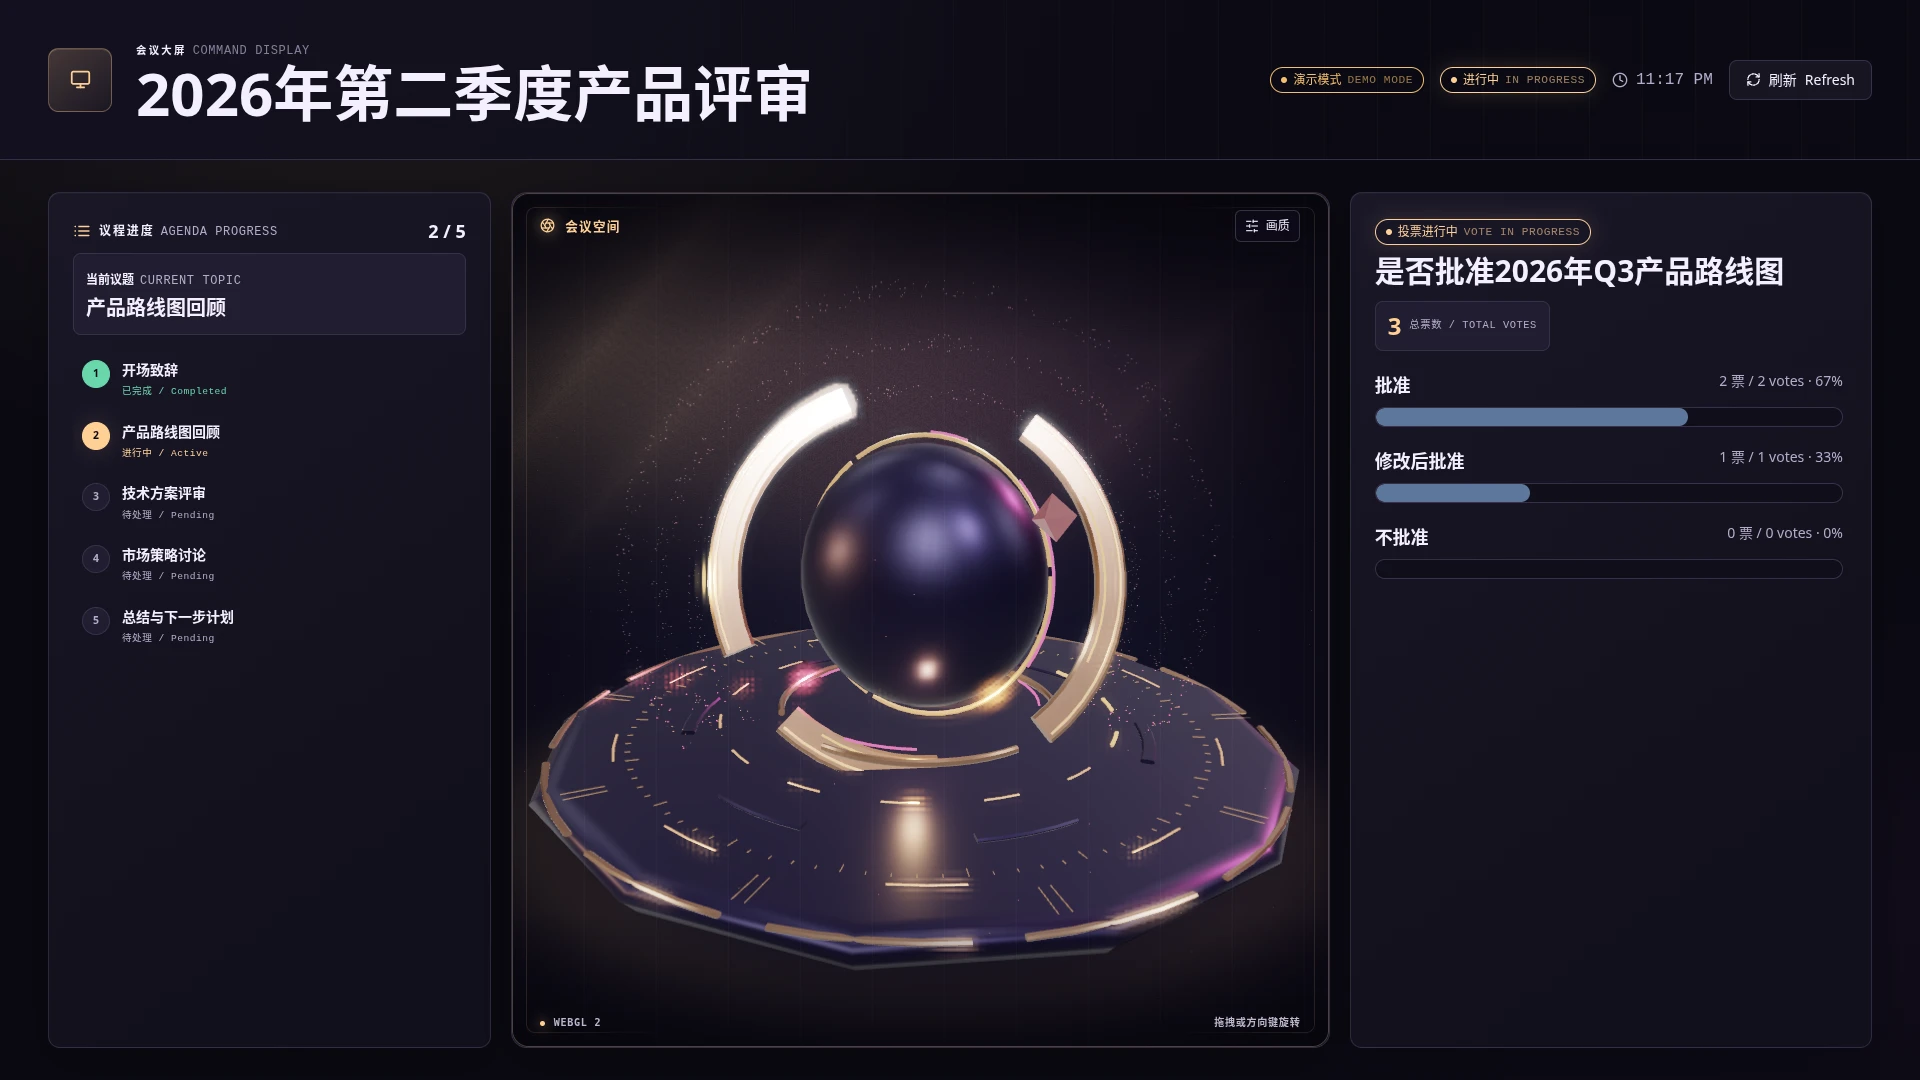 会议大屏 COMMAND DISPLAY
2026年第二季度产品评审
演示模式 DEMO MODE
进行中 IN PROGRESS
11:17 PM
刷新 Refresh
议程进度 AGENDA PROGRESS
2 / 5
当前议题 CURRENT TOPIC
产品路线图回顾
1
开场致辞
已完成 / Completed
2
产品路线图回顾
进行中 / Active
3
技术方案评审
待处理 / Pending
4
市场策略讨论
待处理 / Pending
5
总结与下一步计划
待处理 / Pending
会议空间
画质
WEBGL 2
拖拽或方向键旋转
投票进行中 VOTE IN PROGRESS
是否批准2026年Q3产品路线图
3 总票数 / TOTAL VOTES
批准
2 票 / 2 votes · 67%
修改后批准
1 票 / 1 votes · 33%
不批准
0 票 / 0 votes · 0%